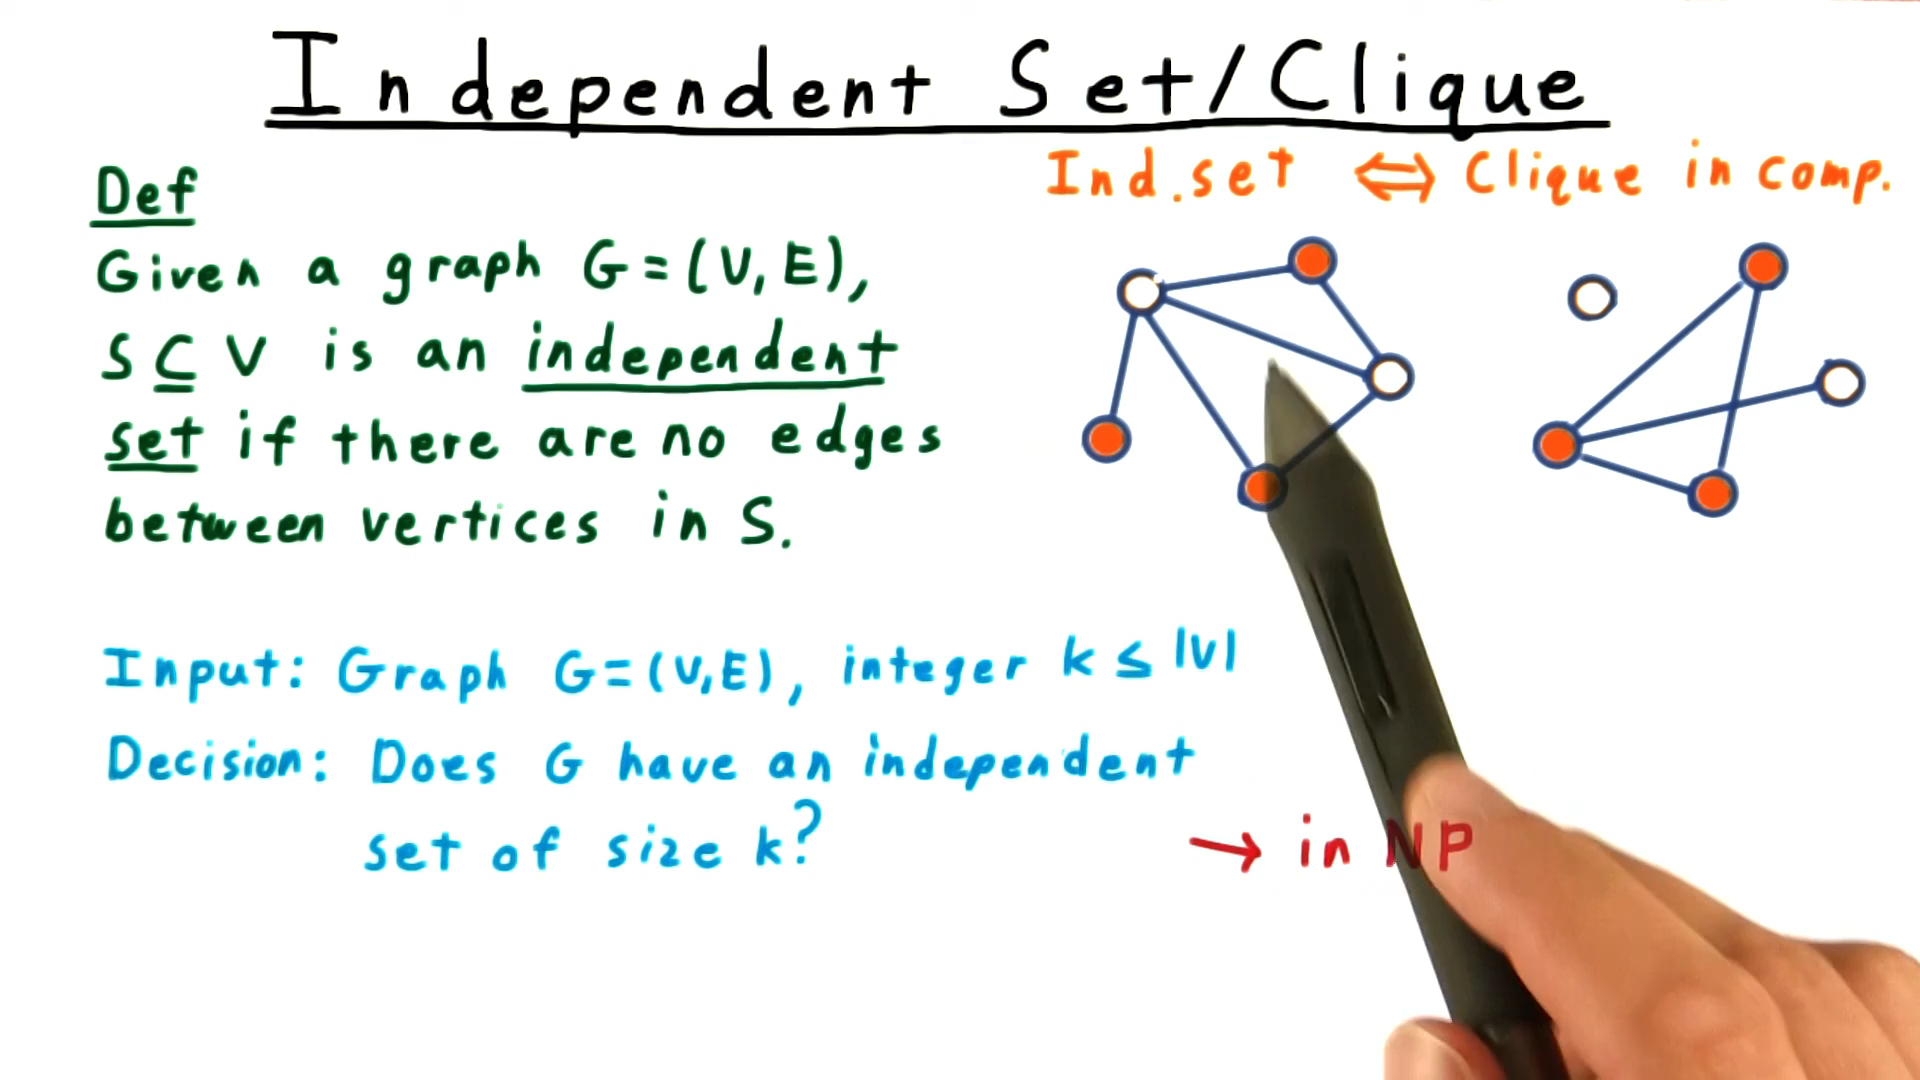 Independent Set/Clique
Def
Given a graph G=(V,E),
S ⊆ V is an independent
set if there are no edges
between vertices in S.
Ind.set ⇔ Clique in comp.
Input: Graph G=(V,E), integer k ≤ |V|
Decision: Does G have an independent
set of size k?
→ in NP